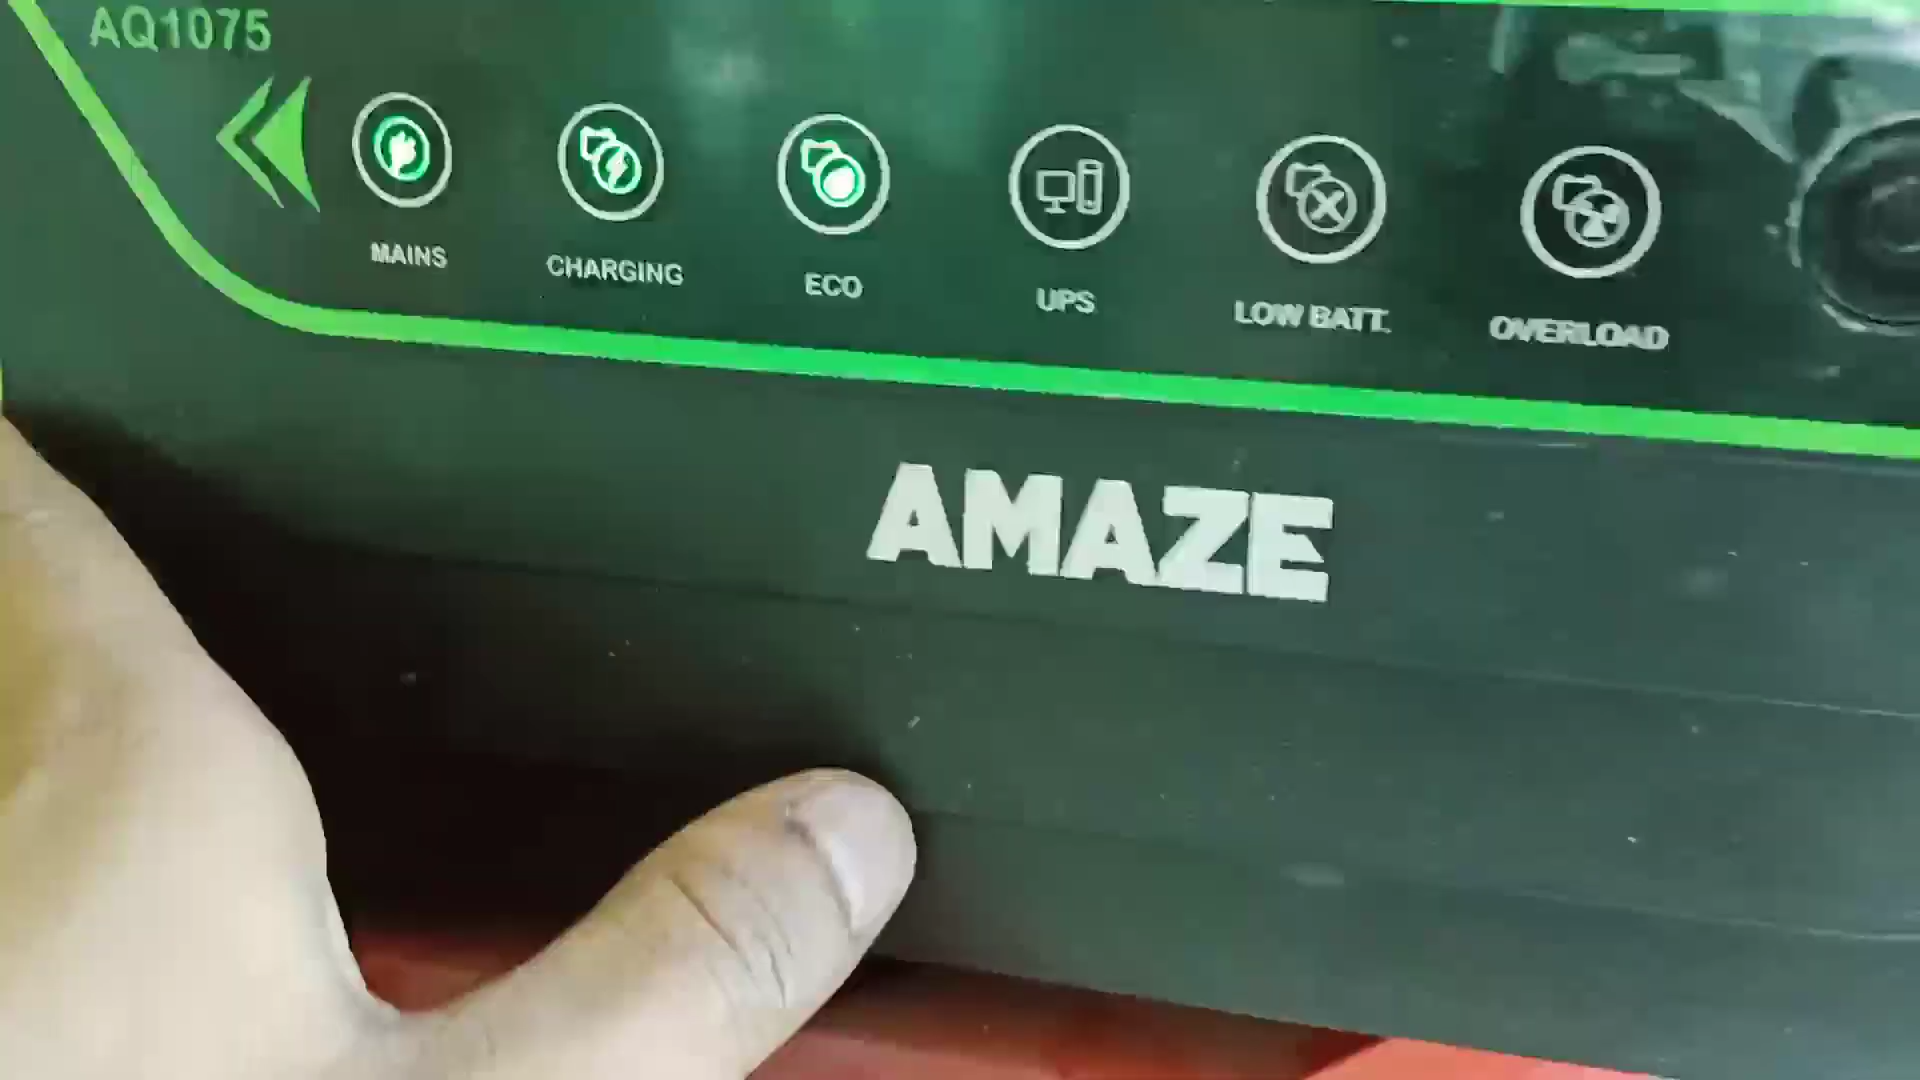 AQ1075
MAINS
CHARGING
ECO
UPS
LOW BATT.
OVERLOAD
AMAZE